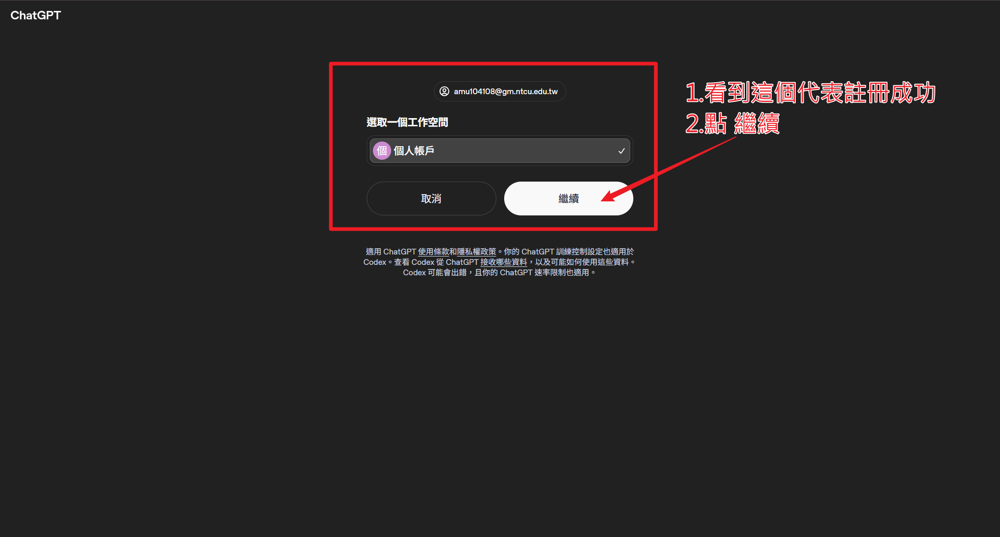 ChatGPT
amu104108@gm.ntcu.edu.tw
選取一個工作空間
個 個人帳戶
取消
繼續
適用 ChatGPT 使用條款和隱私權政策。你的 ChatGPT 訓練控制設定也適用於
Codex。查看 Codex 從 ChatGPT 接收哪些資料，以及可能如何使用這些資料。
Codex 可能會出錯，且你的 ChatGPT 速率限制也適用。
1.看到這個代表註冊成功
2.點 繼續